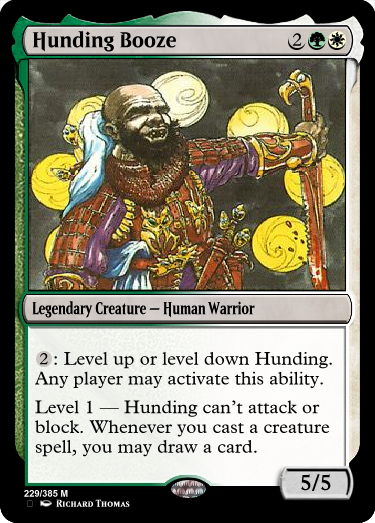 Hunding Booze 2
Legendary Creature — Human Warrior
2: Level up or level down Hunding.
Any player may activate this ability.
Level 1 — Hunding can't attack or
block. Whenever you cast a creature
spell, you may draw a card.
5/5
229/385 M
Richard Thomas